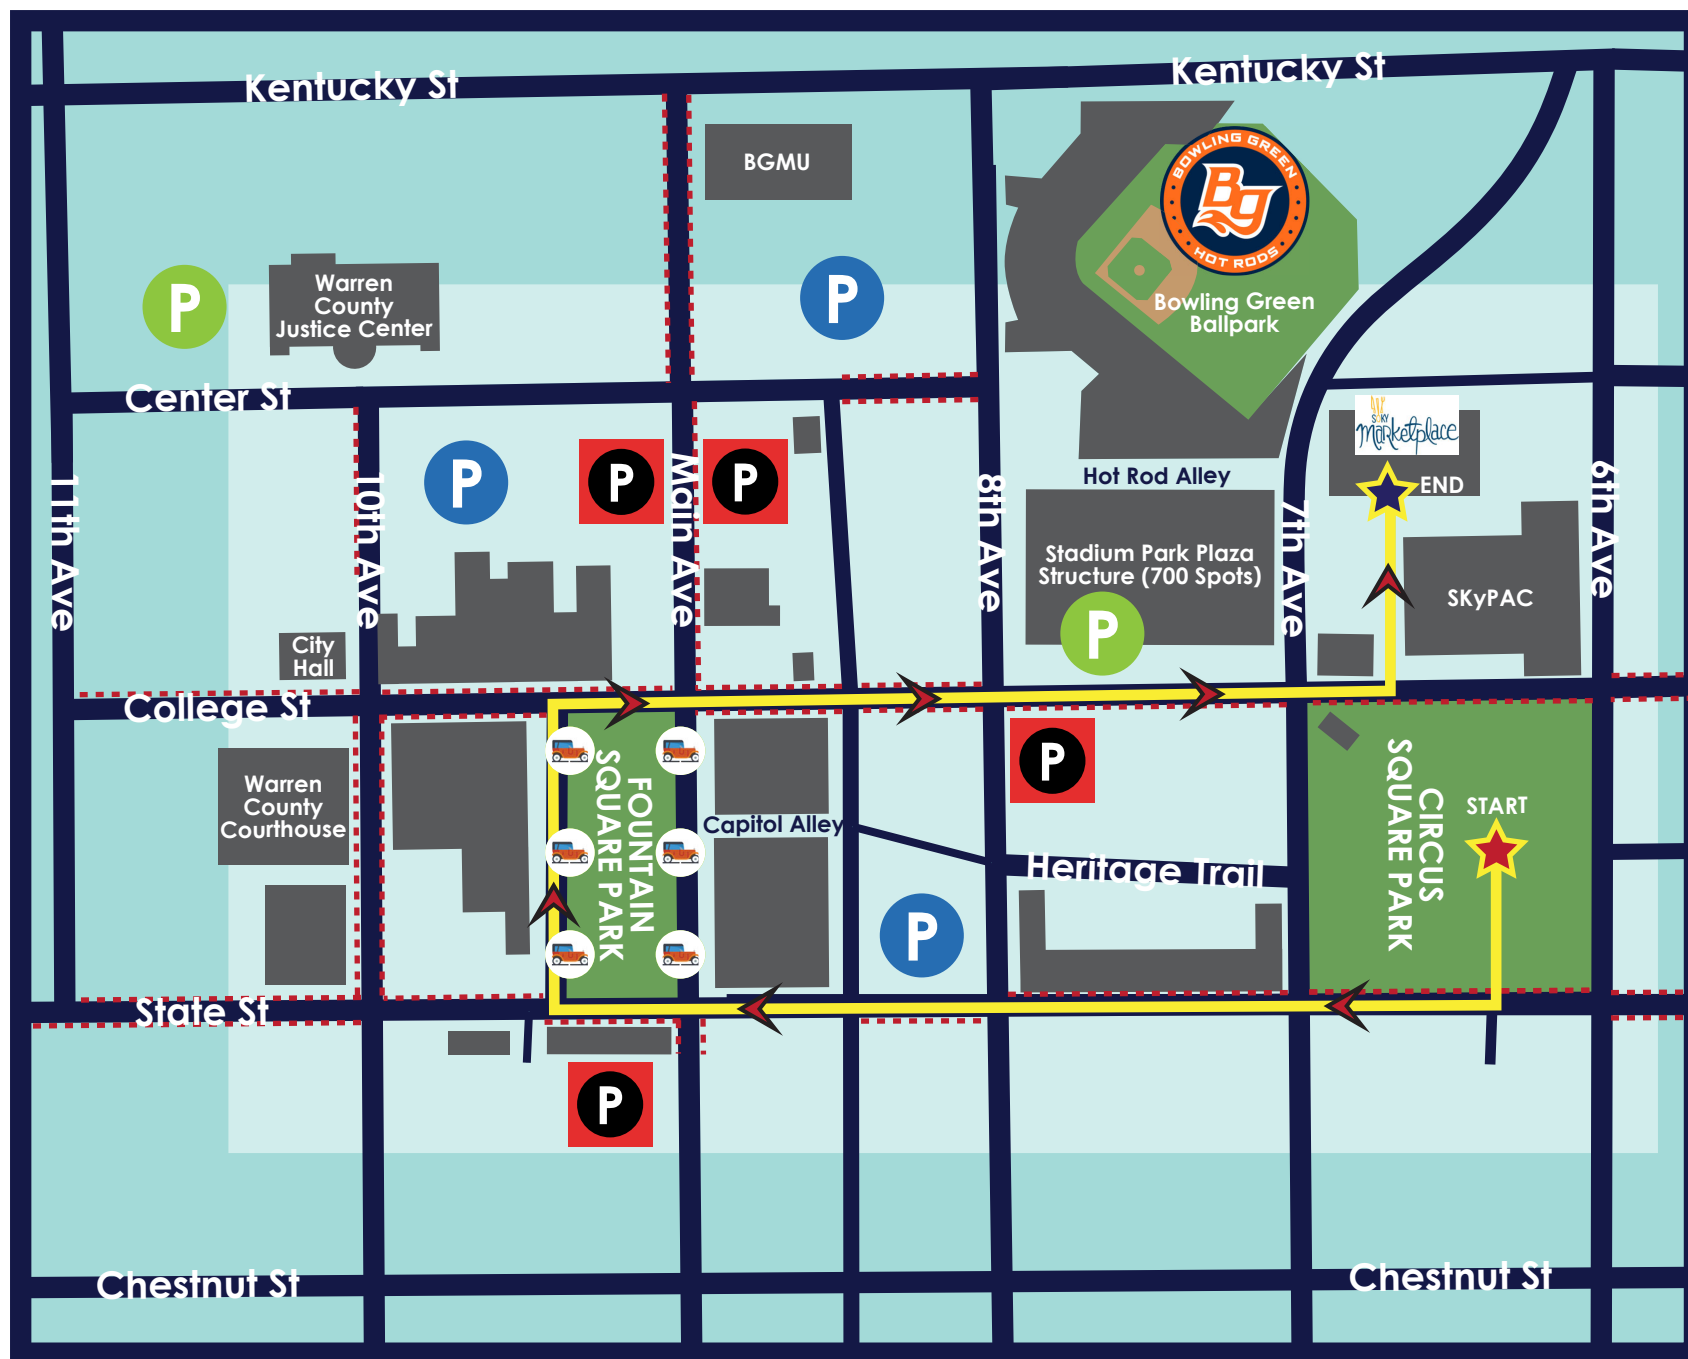 Kentucky St
Kentucky St
BGMU
BOWLING GREEN
BG
HOT RODS
Bowling Green
Ballpark
P
Warren
County
Justice Center
P
Center St
SOKY
Marketplace
END
Hot Rod Alley
P
P
P
11th Ave
10th Ave
Main Ave
8th Ave
7th Ave
6th Ave
Stadium Park Plaza
Structure (700 Spots)
P
SKyPAC
City
Hall
College St
Warren
County
Courthouse
FOUNTAIN
SQUARE PARK
Capitol Alley
P
Heritage Trail
CIRCUS
SQUARE PARK
START
P
State St
P
Chestnut St
Chestnut St